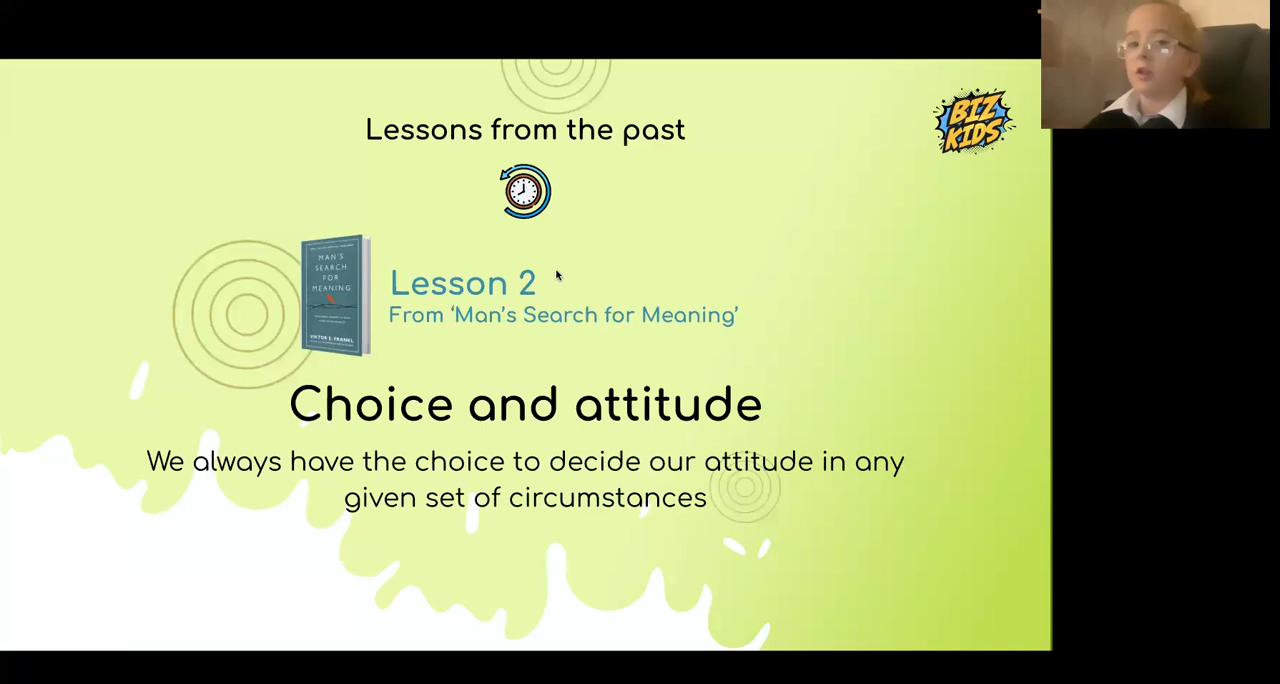 Lessons from the past
BIZ
KIDS
MAN'S
SEARCH
FOR
MEANING
VIKTOR E. FRANKL
Lesson 2
From ‘Man's Search for Meaning’
Choice and attitude
We always have the choice to decide our attitude in any
given set of circumstances